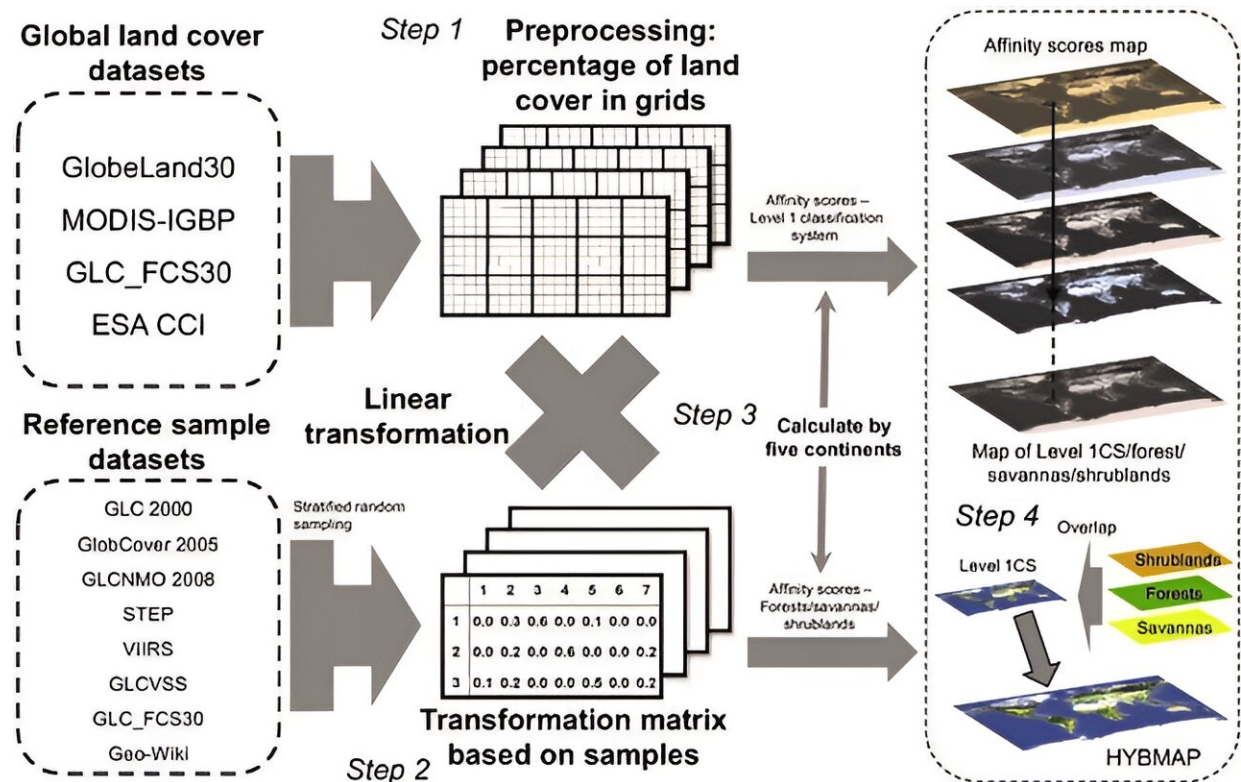 Global land cover
datasets
GlobeLand30
MODIS-IGBP
GLC_FCS30
ESA CCI
Step 1
Preprocessing:
percentage of land
cover in grids
Affinity scores –
Level 1 classification
system
Affinity scores map
Map of Level 1CS/forest/
savannas/shrublands
Linear
transformation
Step 3
Calculate by
five continents
Reference sample
datasets
GLC 2000
GlobCover 2005
GLCNMO 2008
STEP
VIIRS
GLCVSS
GLC_FCS30
Geo-Wiki
Stratified random
sampling
1 2 3 4 5 6 7
1 0.0 0.3 0.6 0.0 0.1 0.0 0.0
2 0.0 0.2 0.0 0.6 0.0 0.0 0.2
3 0.1 0.2 0.0 0.0 0.5 0.0 0.2
Transformation matrix
based on samples
Step 2
Affinity scores –
Forests/savannas/
shrublands
Step 4
Overlap
Level 1CS
Shrublands
Forests
Savannas
HYBMAP